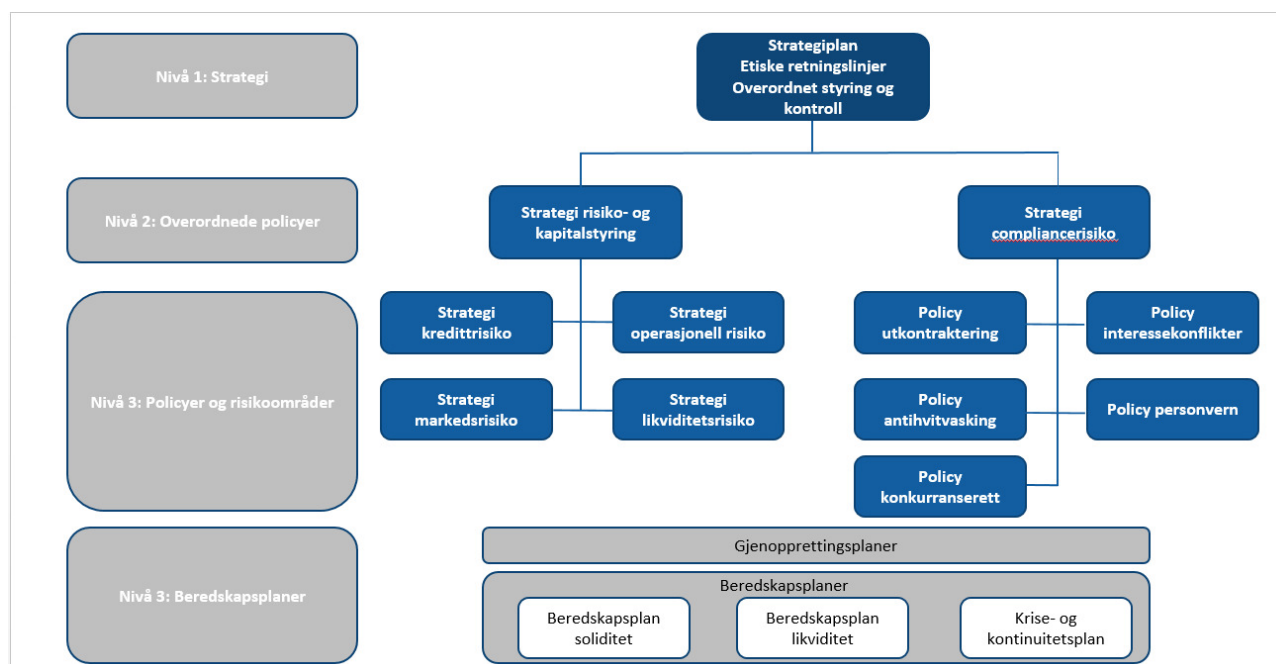 Nivå 1: Strategi
Strategiplan
Etiske retningslinjer
Overordnet styring og
kontroll
Nivå 2: Overordnede policyer
Strategi risiko- og
kapitalstyring
Strategi
compliancerisiko
Nivå 3: Policyer og risikoområder
Strategi
kredittrisiko
Strategi
operasjonell risiko
Policy
utkontraktering
Policy
interessekonflikter
Strategi
markedsrisiko
Strategi
likviditetsrisiko
Policy
antihvitvasking
Policy personvern
Policy
konkurranserett
Nivå 3: Beredskapsplaner
Gjenopprettingsplaner
Beredskapsplaner
Beredskapsplan
soliditet
Beredskapsplan
likviditet
Krise- og
kontinuitetsplan